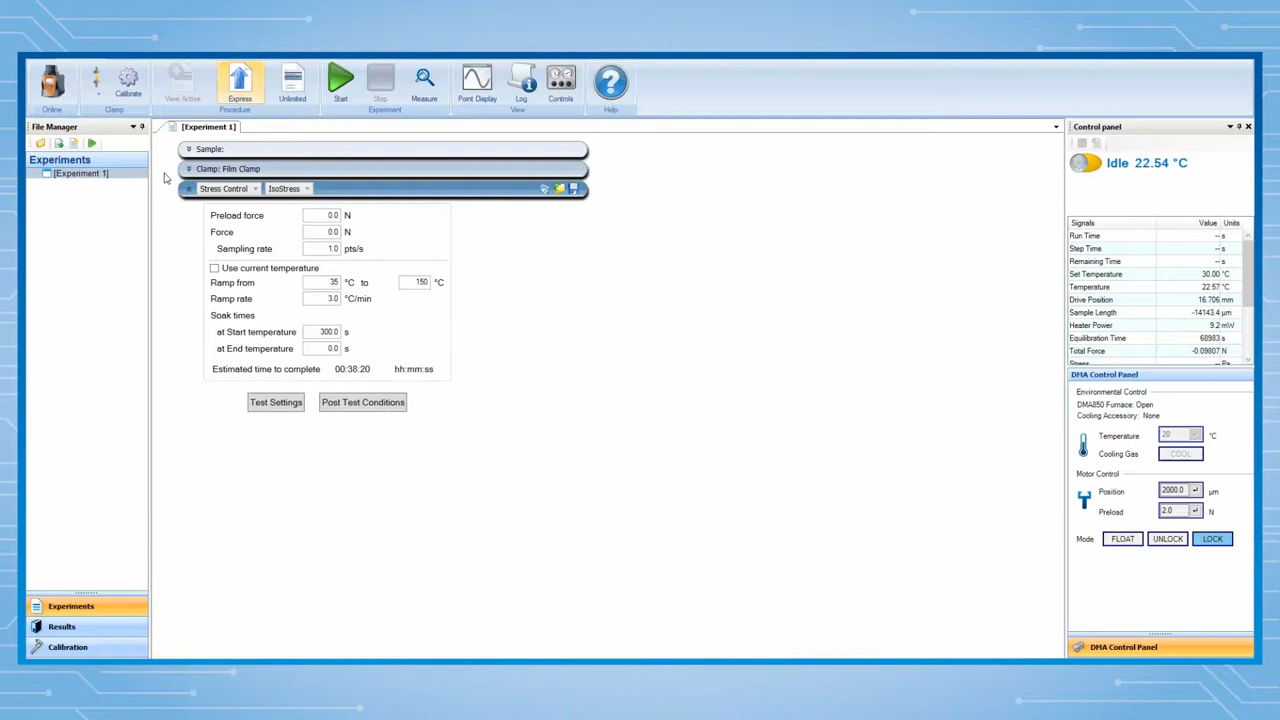 Online
Calibrate
Clamp
View Active
Express
Unlimited
Procedure
Start
Stop
Measure
Experiment
Point Display
Log
Controls
View
Help
File Manager
Experiments
[Experiment 1]
[Experiment 1]
Sample:
Clamp: Film Clamp
Stress Control IsoStress
Preload force 0.0 N
Force 0.0 N
Sampling rate 1.0 pts/s
Use current temperature
Ramp from 35 °C to 150 °C
Ramp rate 3.0 °C/min
Soak times
at Start temperature 300.0 s
at End temperature 0.0 s
Estimated time to complete 00:38:20 hh:mm:ss
Test Settings
Post Test Conditions
Experiments
Results
Calibration
Control panel
Idle 22.54 °C
Signals Value Units
Run Time -- s
Step Time -- s
Remaining Time -- s
Set Temperature 30.00 °C
Temperature 22.57 °C
Drive Position 16.706 mm
Sample Length -14143.4 µm
Heater Power 9.2 mW
Equilibration Time 68983 s
Total Force -0.09807 N
Stress -- Pa
DMA Control Panel
Environmental Control
DMA850 Furnace: Open
Cooling Accessory: None
Temperature 20 °C
Cooling Gas COOL
Motor Control
Position 2000.0 µm
Preload 2.0 N
Mode FLOAT UNLOCK LOCK
DMA Control Panel